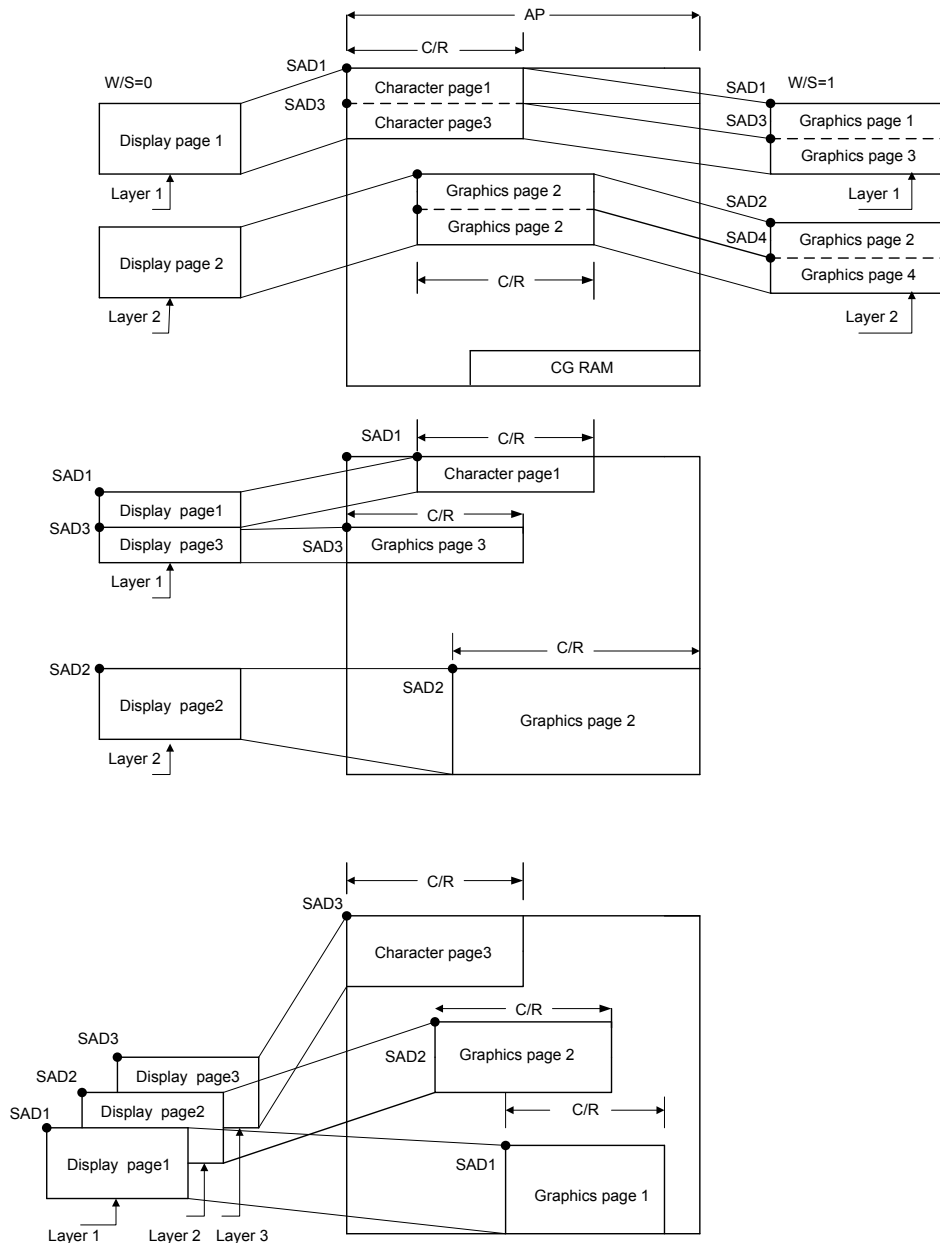 AP
C/R
SAD1
W/S=0
Character page1
SAD1
W/S=1
SAD3
Display page 1
Character page3
SAD3
Graphics page 1
Graphics page 3
Layer 1
Layer 1
Graphics page 2
SAD2
Display page 2
Graphics page 2
SAD4
Graphics page 2
Graphics page 4
C/R
Layer 2
Layer 2
CG RAM
SAD1
C/R
SAD1
Character page1
Display page1
C/R
SAD3
Display page3
SAD3
Graphics page 3
Layer 1
C/R
SAD2
SAD2
Display page2
Graphics page 2
Layer 2
C/R
SAD3
Character page3
C/R
SAD3
SAD2
Graphics page 2
Display page3
SAD2
Display page2
C/R
SAD1
Display page1
SAD1
Graphics page 1
Layer 1
Layer 2
Layer 3